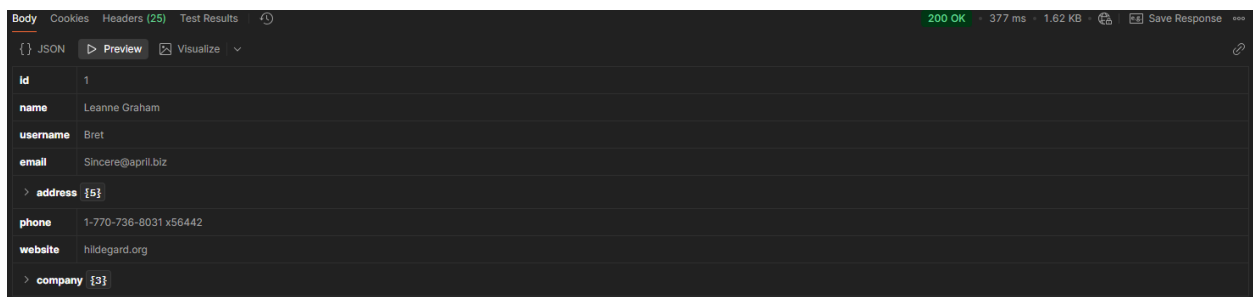 Body Cookies Headers (25) Test Results 200 OK • 377 ms • 1.62 KB • e.g. Save Response
{} JSON Preview Visualize
id 1
name Leanne Graham
username Bret
email Sincere@april.biz
address {5}
phone 1-770-736-8031 x56442
website hildegard.org
company {3}